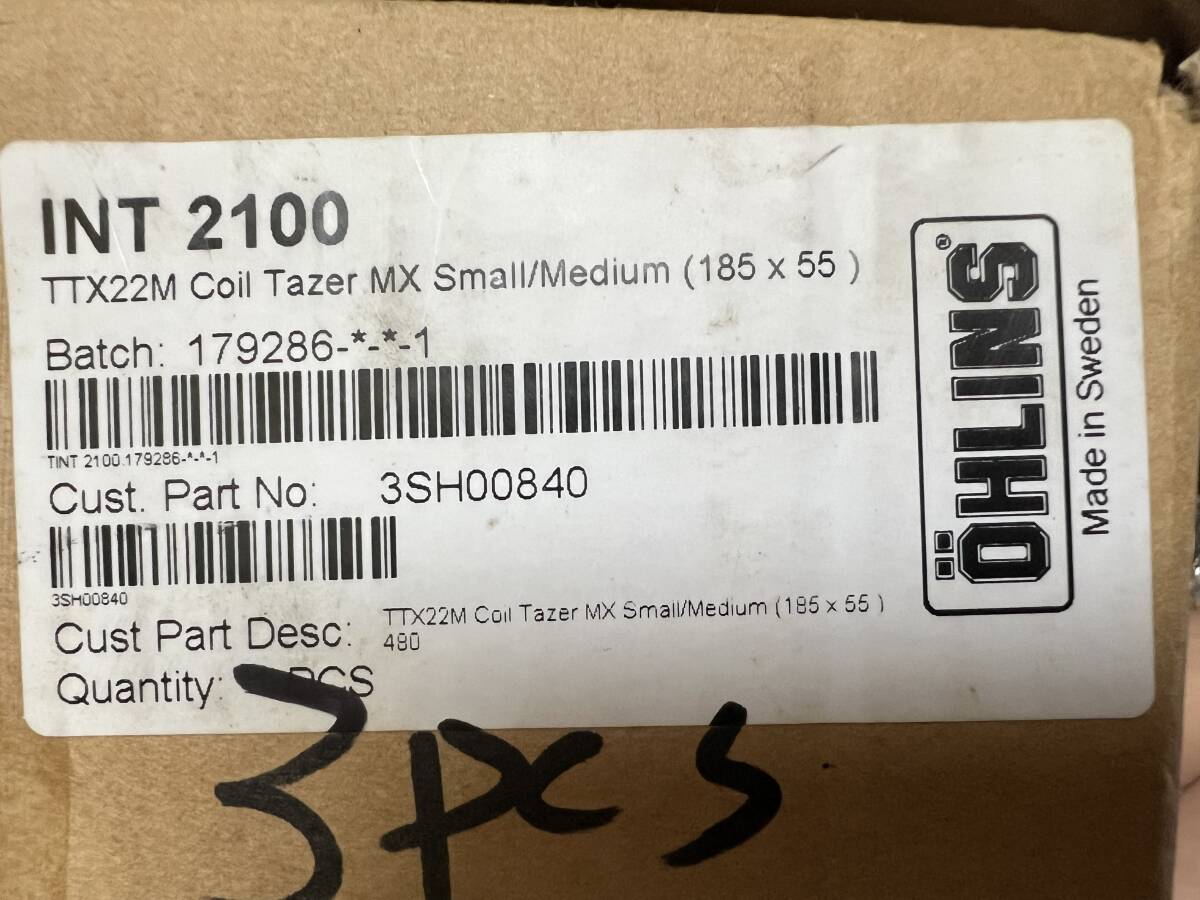 INT 2100
TTX22M Coil Tazer MX Small/Medium (185 x 55 )
Batch: 179286-*-*-1
TINT 2100.179286-*-*-1
Cust. Part No: 3SH00840
3SH00840
Cust Part Desc: TTX22M Coil Tazer MX Small/Medium (185 x 55 )
480
Quantity: PCS
3pcs
ÖHLINS®
Made in Sweden